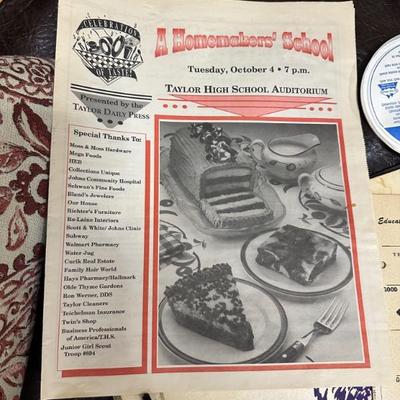 CELEBRATION
OF TASTE!
A Homemakers' School
Tuesday, October 4 • 7 p.m.
TAYLOR HIGH SCHOOL AUDITORIUM
Presented by the
TAYLOR DAILY PRESS
Special Thanks To:
Moss & Moss Hardware
Mega Foods
HEB
Collections Unique
Johns Community Hospital
Schwan's Fine Foods
Bland's Jewelers
Our House
Richter's Furniture
Ru-Laine Interiors
Scott & White/ Johns Clinic
Subway
Walmart Pharmacy
Water Jug
Curik Real Estate
Family Hair World
Hays Pharmacy/Hallmark
Olde Thyme Gardens
Ron Werner, DDS
Taylor Cleaners
Teichelman Insurance
Twin's Shop
Business Professionals
of America/T.H.S.
Junior Girl Scout
Troop #604